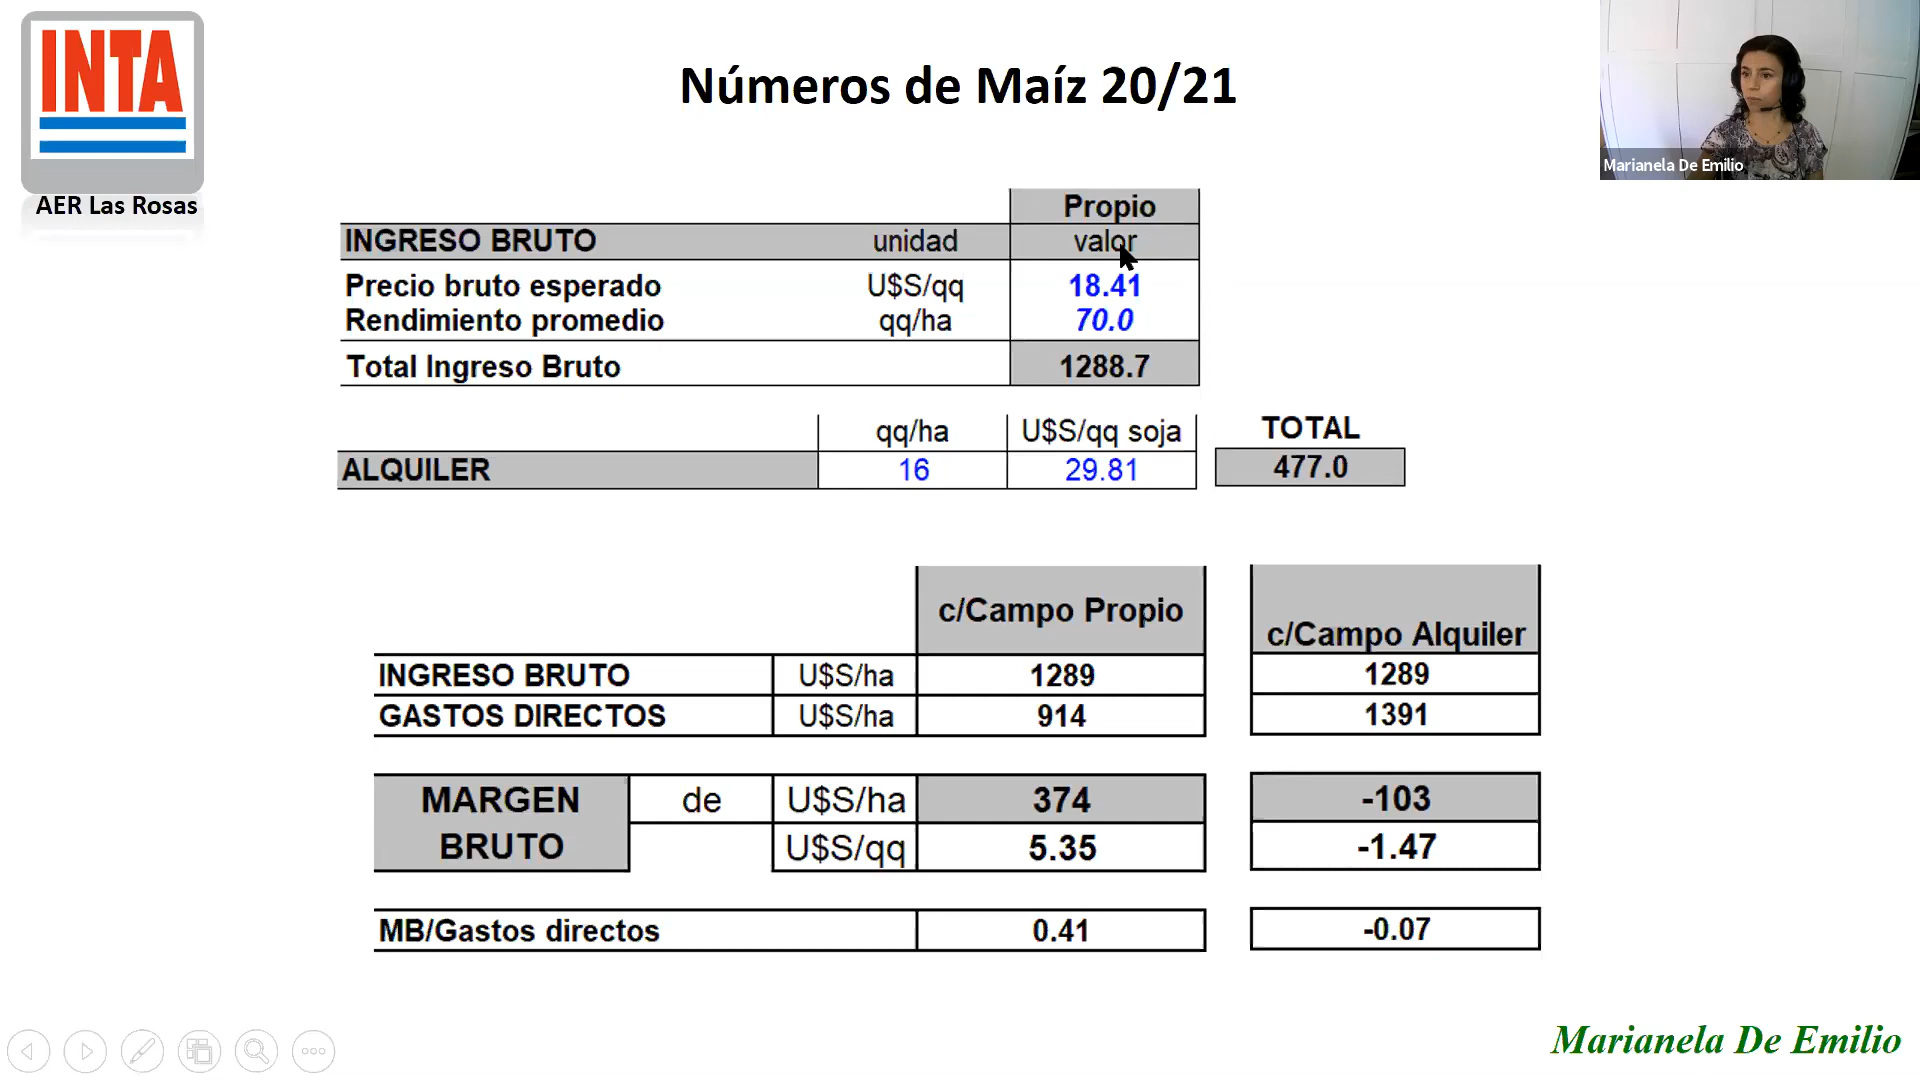 INTA
AER Las Rosas
Números de Maíz 20/21
Marianela De Emilio
Propio
INGRESO BRUTO unidad valor
Precio bruto esperado U$S/qq 18.41
Rendimiento promedio qq/ha 70.0
Total Ingreso Bruto 1288.7
qq/ha U$S/qq soja TOTAL
ALQUILER 16 29.81 477.0
c/Campo Propio c/Campo Alquiler
INGRESO BRUTO U$S/ha 1289 1289
GASTOS DIRECTOS U$S/ha 914 1391
MARGEN de U$S/ha 374 -103
BRUTO U$S/qq 5.35 -1.47
MB/Gastos directos 0.41 -0.07
Marianela De Emilio